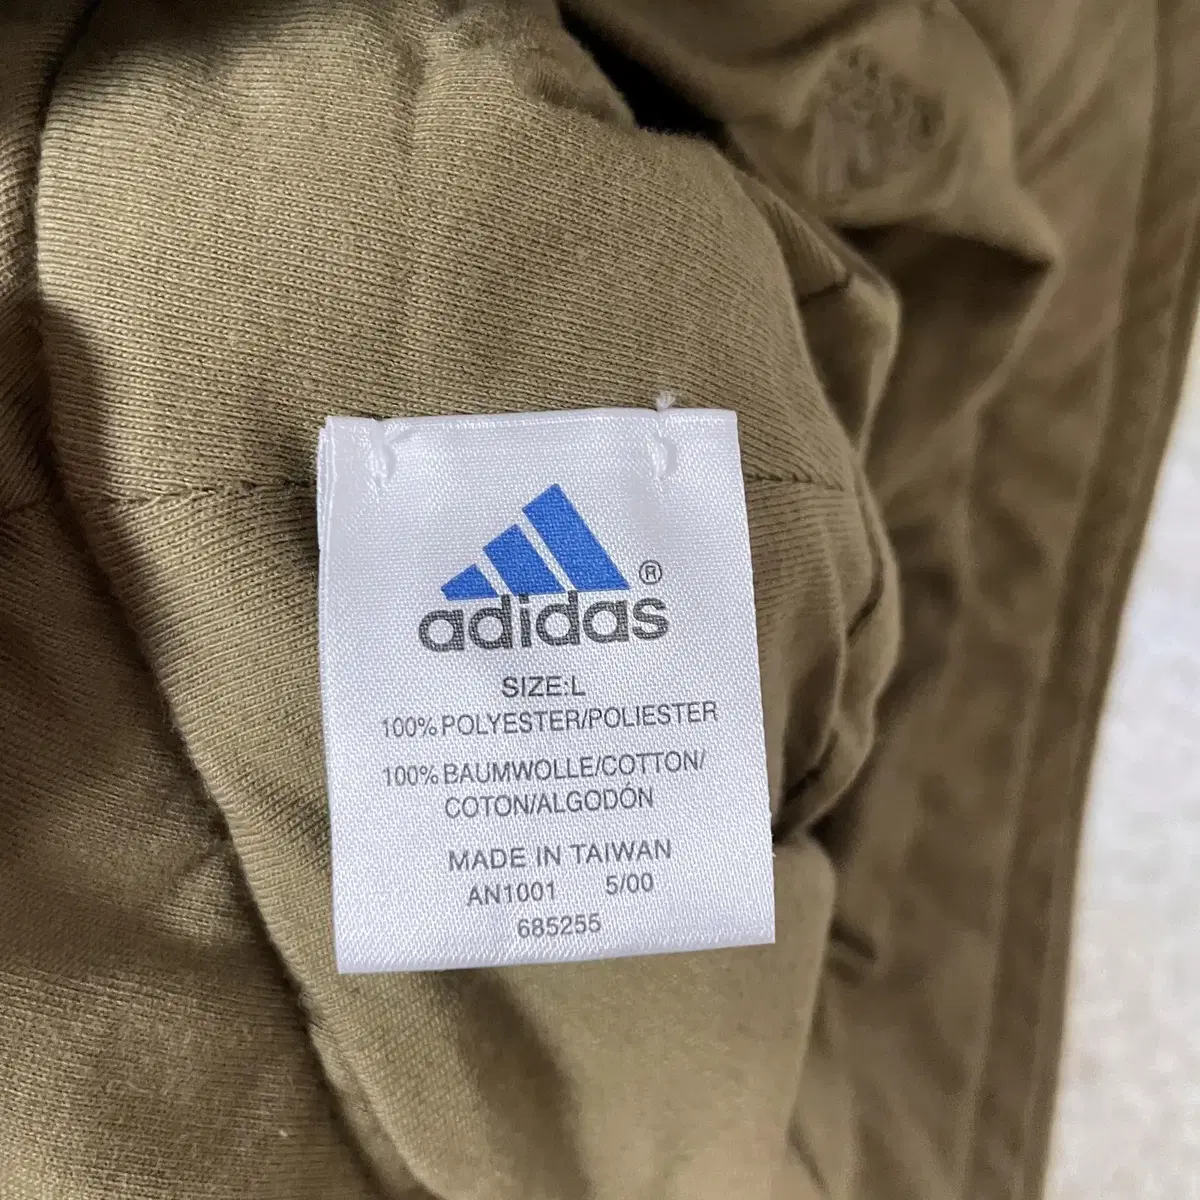 ®
adidas
SIZE:L
100% POLYESTER/POLIESTER
100% BAUMWOLLE/COTTON/
COTON/ALGODÓN
MADE IN TAIWAN
AN1001 5/00
685255